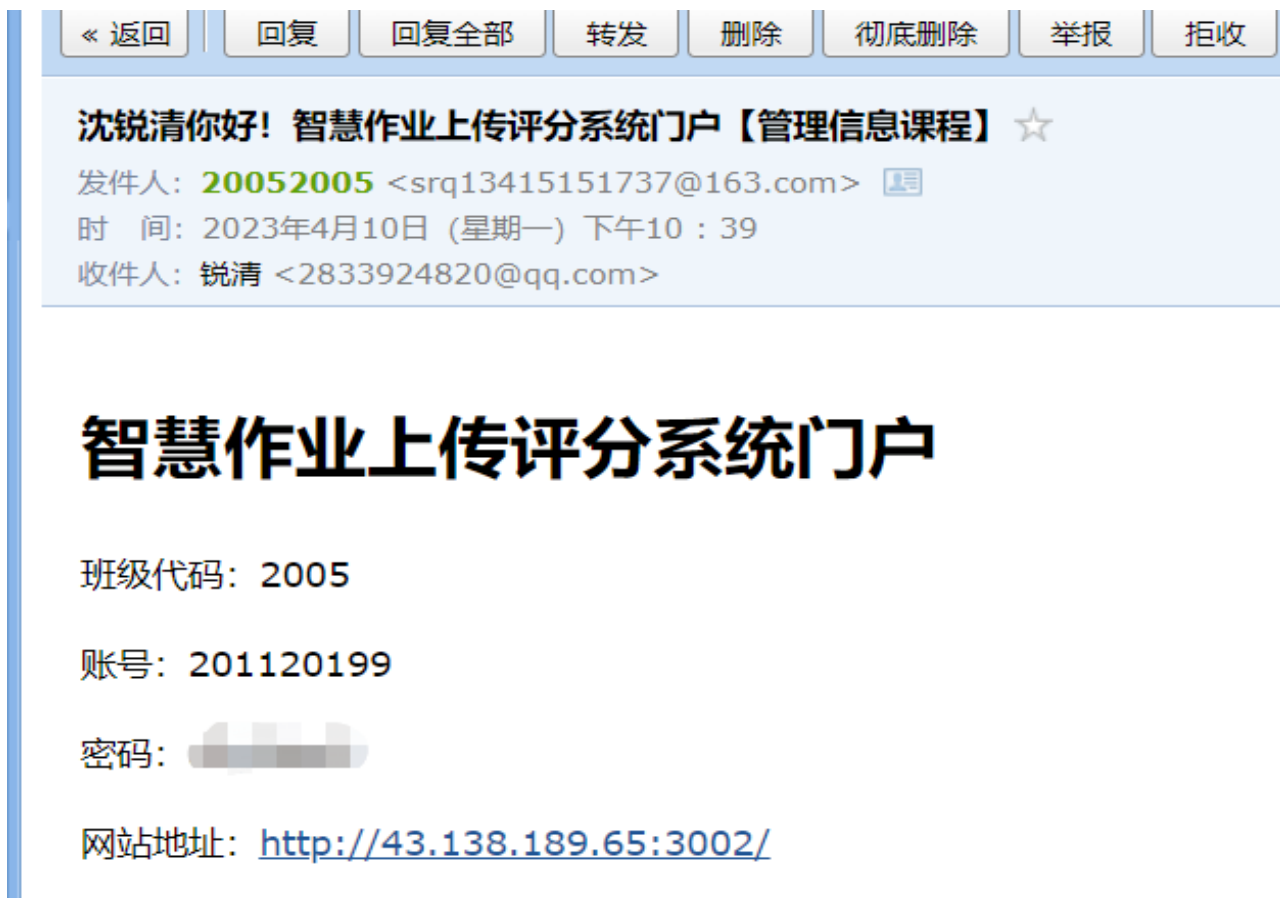 « 返回 回复 回复全部 转发 删除 彻底删除 举报 拒收
沈锐清你好！智慧作业上传评分系统门户【管理信息课程】
发件人：20052005 <srq13415151737@163.com>
时 间：2023年4月10日 (星期一) 下午10：39
收件人：锐清 <2833924820@qq.com>
智慧作业上传评分系统门户
班级代码：2005
账号：201120199
密码：
网站地址：http://43.138.189.65:3002/